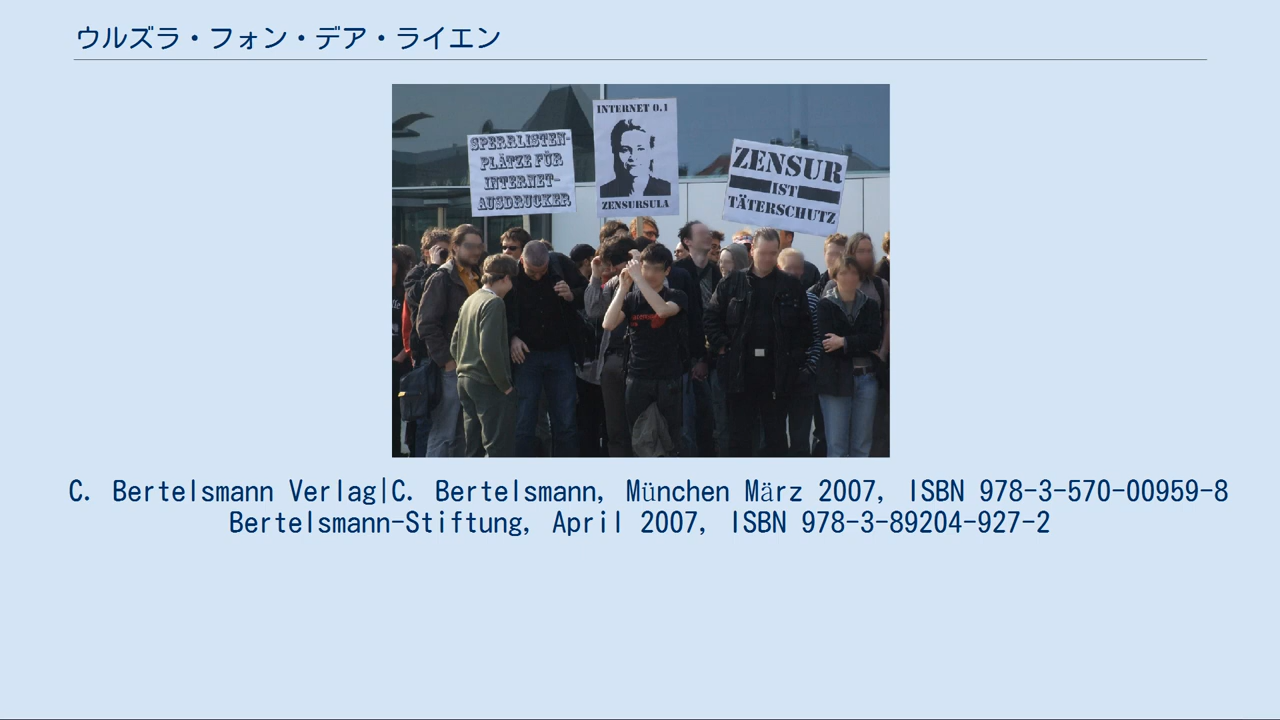 ウルズラ・フォン・デア・ライエン
SPERRLISTEN-
PLÄTZE FÜR
INTERNET-
AUSDRUCKER
INTERNET 0.1
ZENSURSULA
ZENSUR
IST
TÄTERSCHUTZ
C. Bertelsmann Verlag|C. Bertelsmann, München März 2007, ISBN 978-3-570-00959-8
Bertelsmann-Stiftung, April 2007, ISBN 978-3-89204-927-2